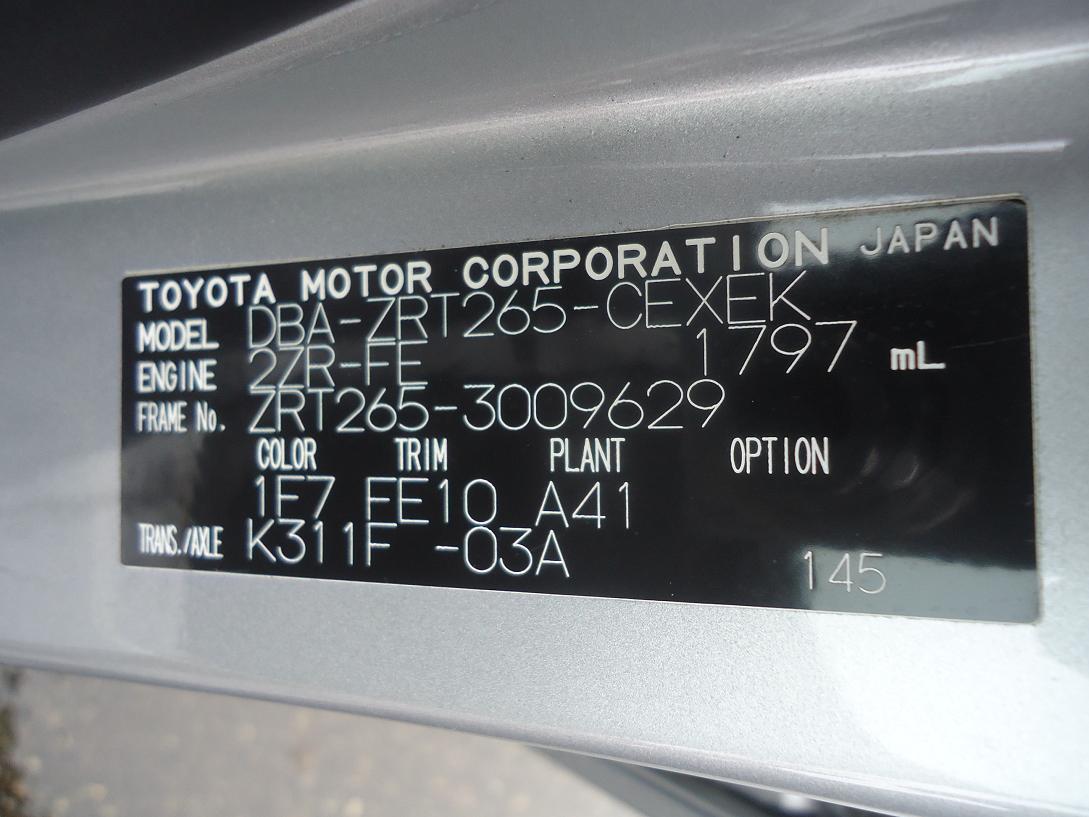 TOYOTA MOTOR CORPORATION JAPAN
MODEL DBA-ZRT265-CEXEK
ENGINE 2ZR-FE 1797 mL
FRAME No. ZRT265-3009629
COLOR TRIM PLANT OPTION
1F7 FE10 A41
TRANS./AXLE K311F -03A
145